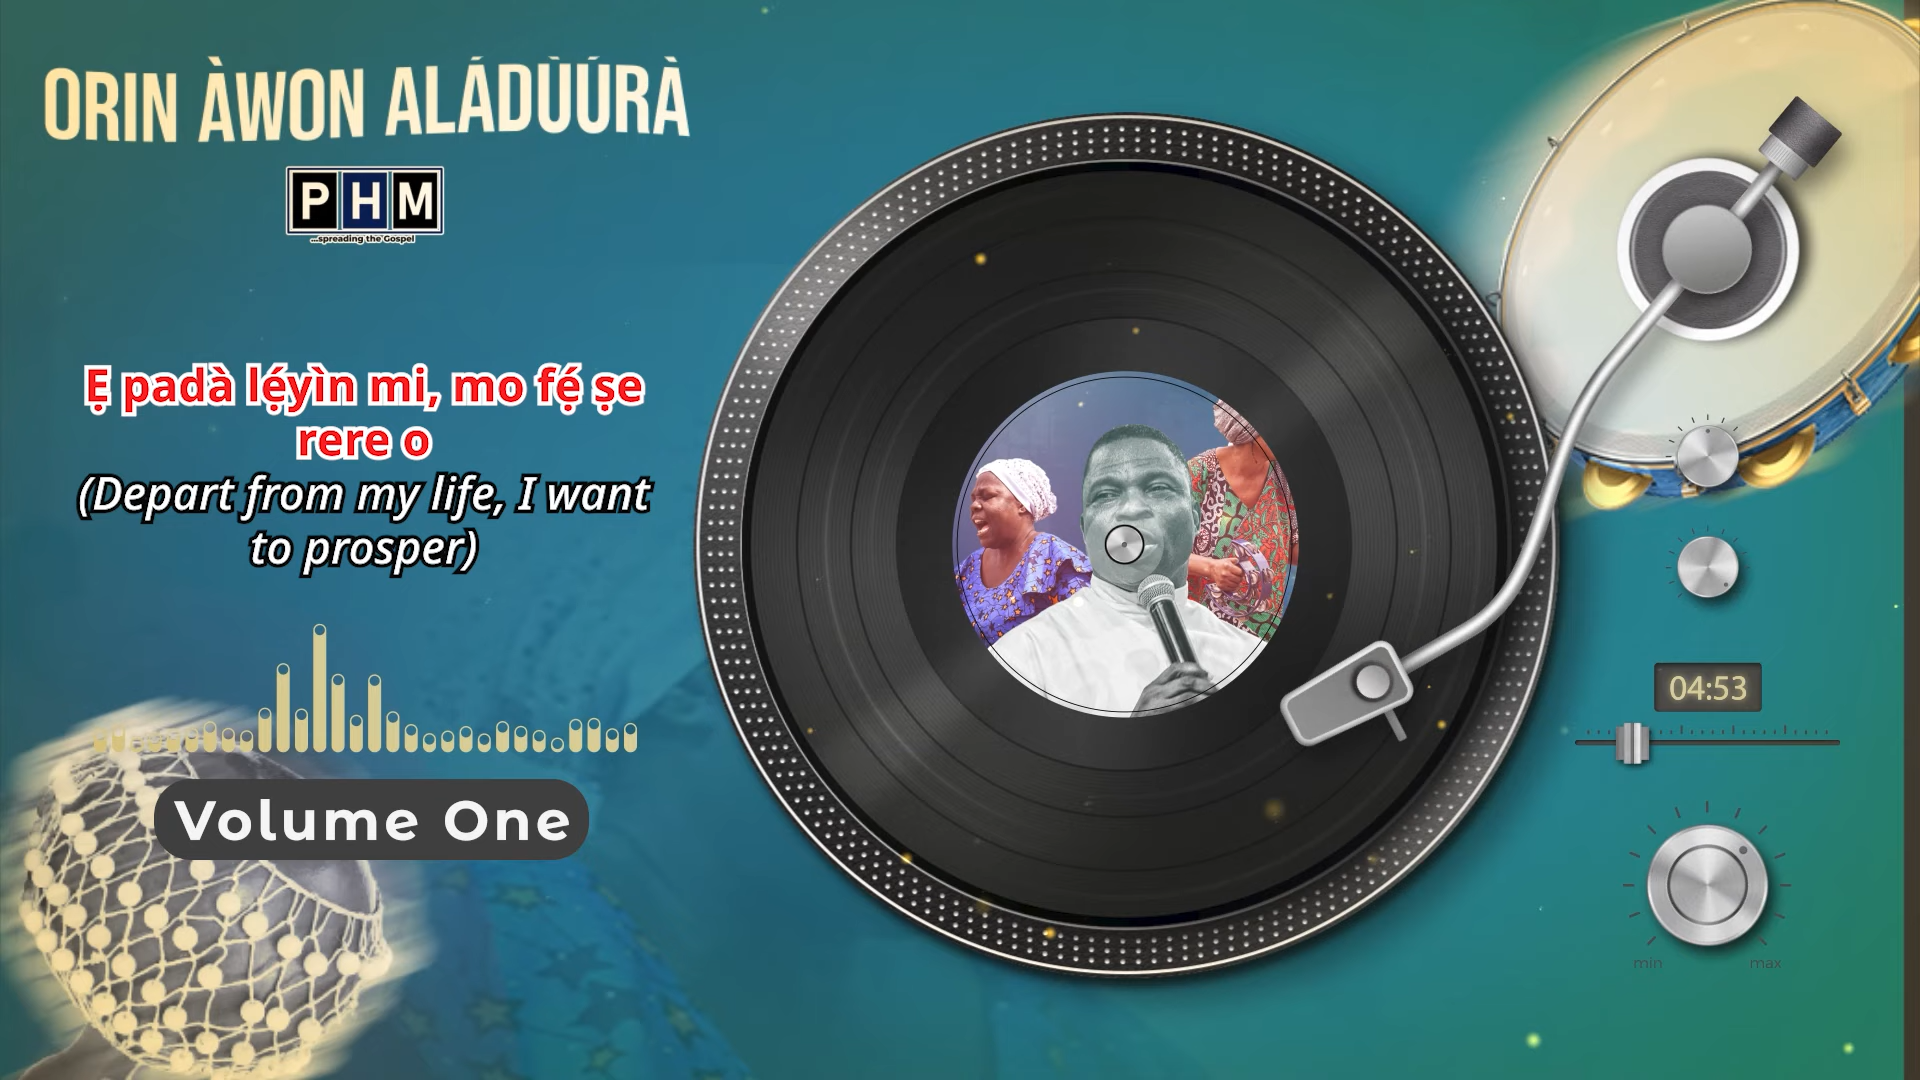 ORIN ÀWON ALÁDÙÚRÀ
PHM
...spreading the Gospel
Ẹ padà lẹ́yìn mi, mo fẹ́ ṣe
rere o
(Depart from my life, I want
to prosper)
Volume One
04:53
min max